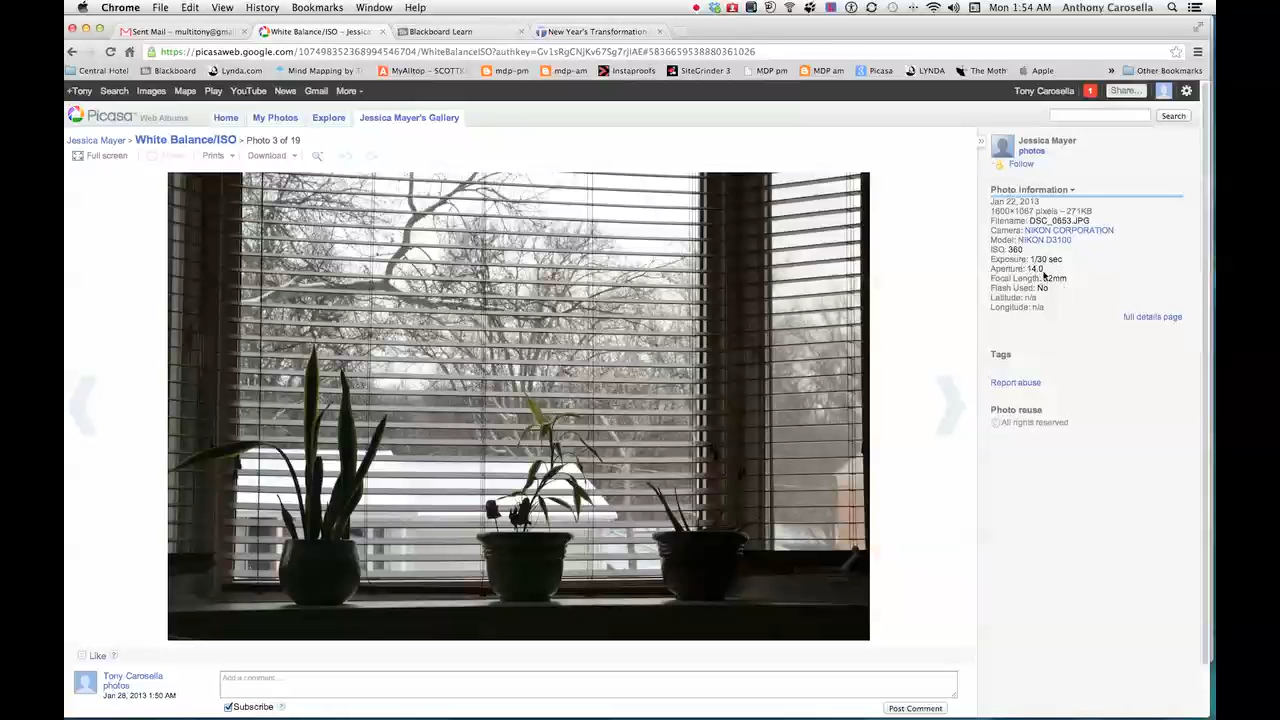 Chrome File Edit View History Bookmarks Window Help Mon 1:54 AM Anthony Carosella
Sent Mail – multitony@gmai White Balance/ISO – Jessic Blackboard Learn New Year's Transformation
https://picasaweb.google.com/107498352368994546704/WhiteBalanceISO?authkey=Gv1sRgCNjKv67Sg7rjIAE#5836659538880361026
Central Hotel Blackboard Lynda.com Mind Mapping by T MyAlltop – SCOTTK mdp-pm mdp-am Instaproofs SiteGrinder 3 MDP pm MDP am Picasa LYNDA The Moth Apple » Other Bookmarks
+Tony Search Images Maps Play YouTube News Gmail More Tony Carosella 1 Share...
Picasa™ Web Albums Home My Photos Explore Jessica Mayer's Gallery Search
Jessica Mayer > White Balance/ISO > Photo 3 of 19
Full screen Prints Download
»
Jessica Mayer
photos
Follow
Photo information
Jan 22, 2013
1600×1067 pixels – 271KB
Filename: DSC_0653.JPG
Camera: NIKON CORPORATION
Model: NIKON D3100
ISO: 360
Exposure: 1/30 sec
Aperture: 14.0
Focal Length: 2mm
Flash Used: No
Latitude: n/a
Longitude: n/a
full details page
Tags
Report abuse
Photo reuse
All rights reserved
Like ?
Tony Carosella
photos
Jan 28, 2013 1:50 AM
Add a comment...
Subscribe ?
Post Comment